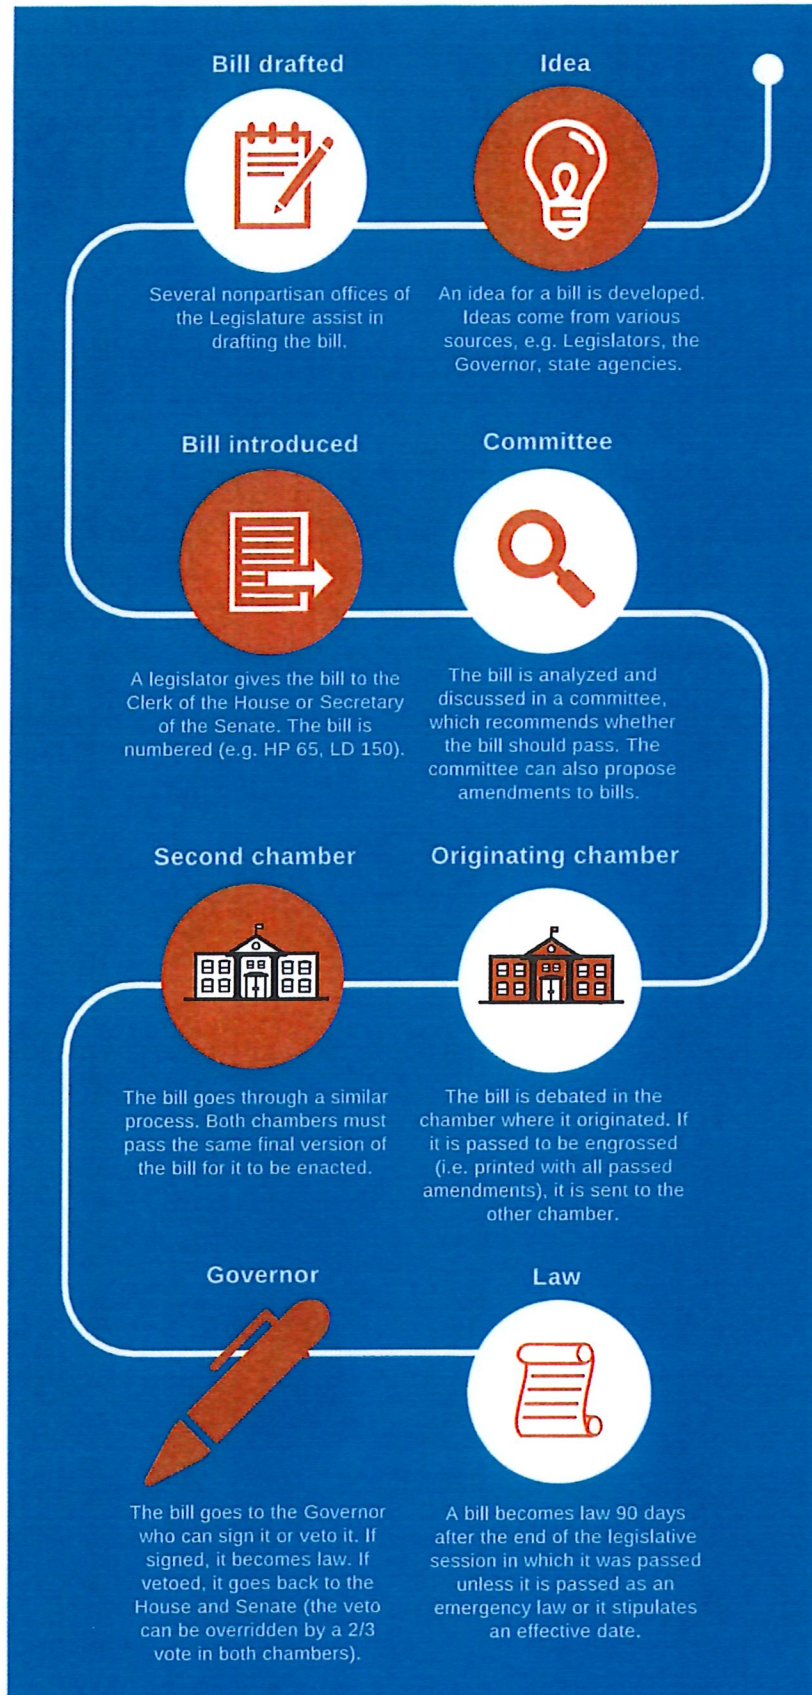 Idea
An idea for a bill is developed.
Ideas come from various
sources, e.g. Legislators, the
Governor, state agencies.
Bill drafted
Several nonpartisan offices of
the Legislature assist in
drafting the bill.
Bill introduced
A legislator gives the bill to the
Clerk of the House or Secretary
of the Senate. The bill is
numbered (e.g. HP 65, LD 150).
Committee
The bill is analyzed and
discussed in a committee,
which recommends whether
the bill should pass. The
committee can also propose
amendments to bills.
Originating chamber
The bill is debated in the
chamber where it originated. If
it is passed to be engrossed
(i.e. printed with all passed
amendments), it is sent to the
other chamber.
Second chamber
The bill goes through a similar
process. Both chambers must
pass the same final version of
the bill for it to be enacted.
Governor
The bill goes to the Governor
who can sign it or veto it. If
signed, it becomes law. If
vetoed, it goes back to the
House and Senate (the veto
can be overridden by a 2/3
vote in both chambers).
Law
A bill becomes law 90 days
after the end of the legislative
session in which it was passed
unless it is passed as an
emergency law or it stipulates
an effective date.